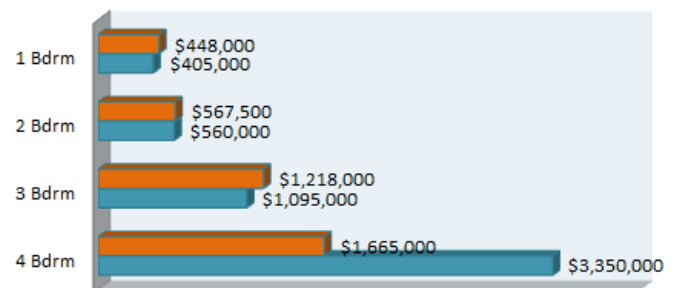 1 Bdrm
$448,000
$405,000
2 Bdrm
$567,500
$560,000
3 Bdrm
$1,218,000
$1,095,000
4 Bdrm
$1,665,000
$3,350,000